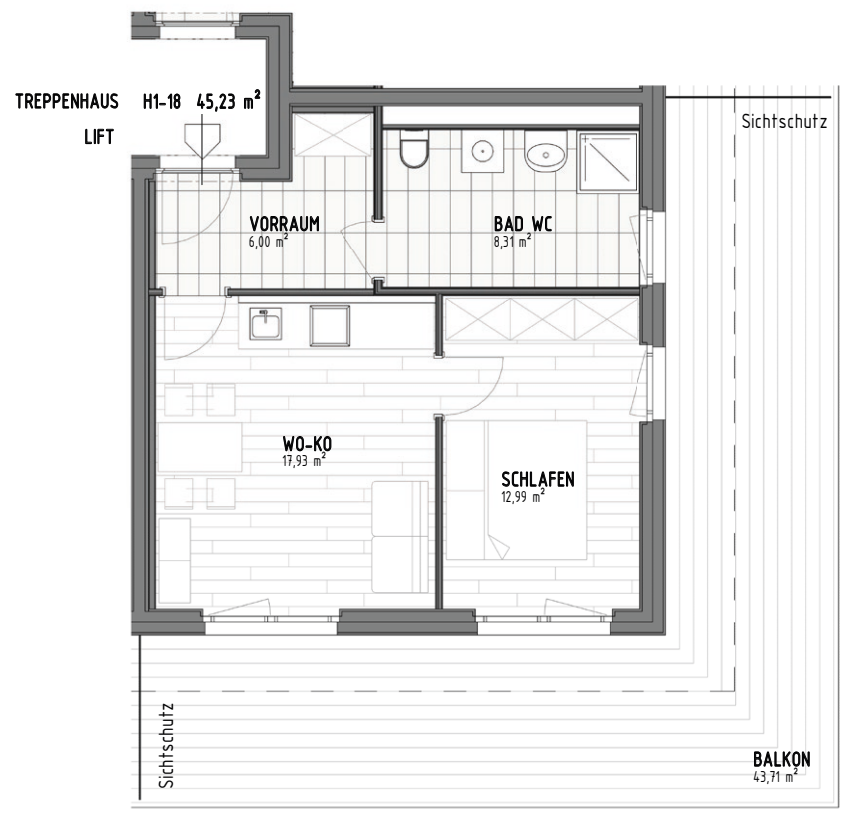 TREPPENHAUS H1-18 45,23 m²
LIFT
Sichtschutz
VORRAUM
6,00 m²
BAD WC
8,31 m²
WO-KO
17,93 m²
SCHLAFEN
12,99 m²
Sichtschutz
BALKON
43,71 m²